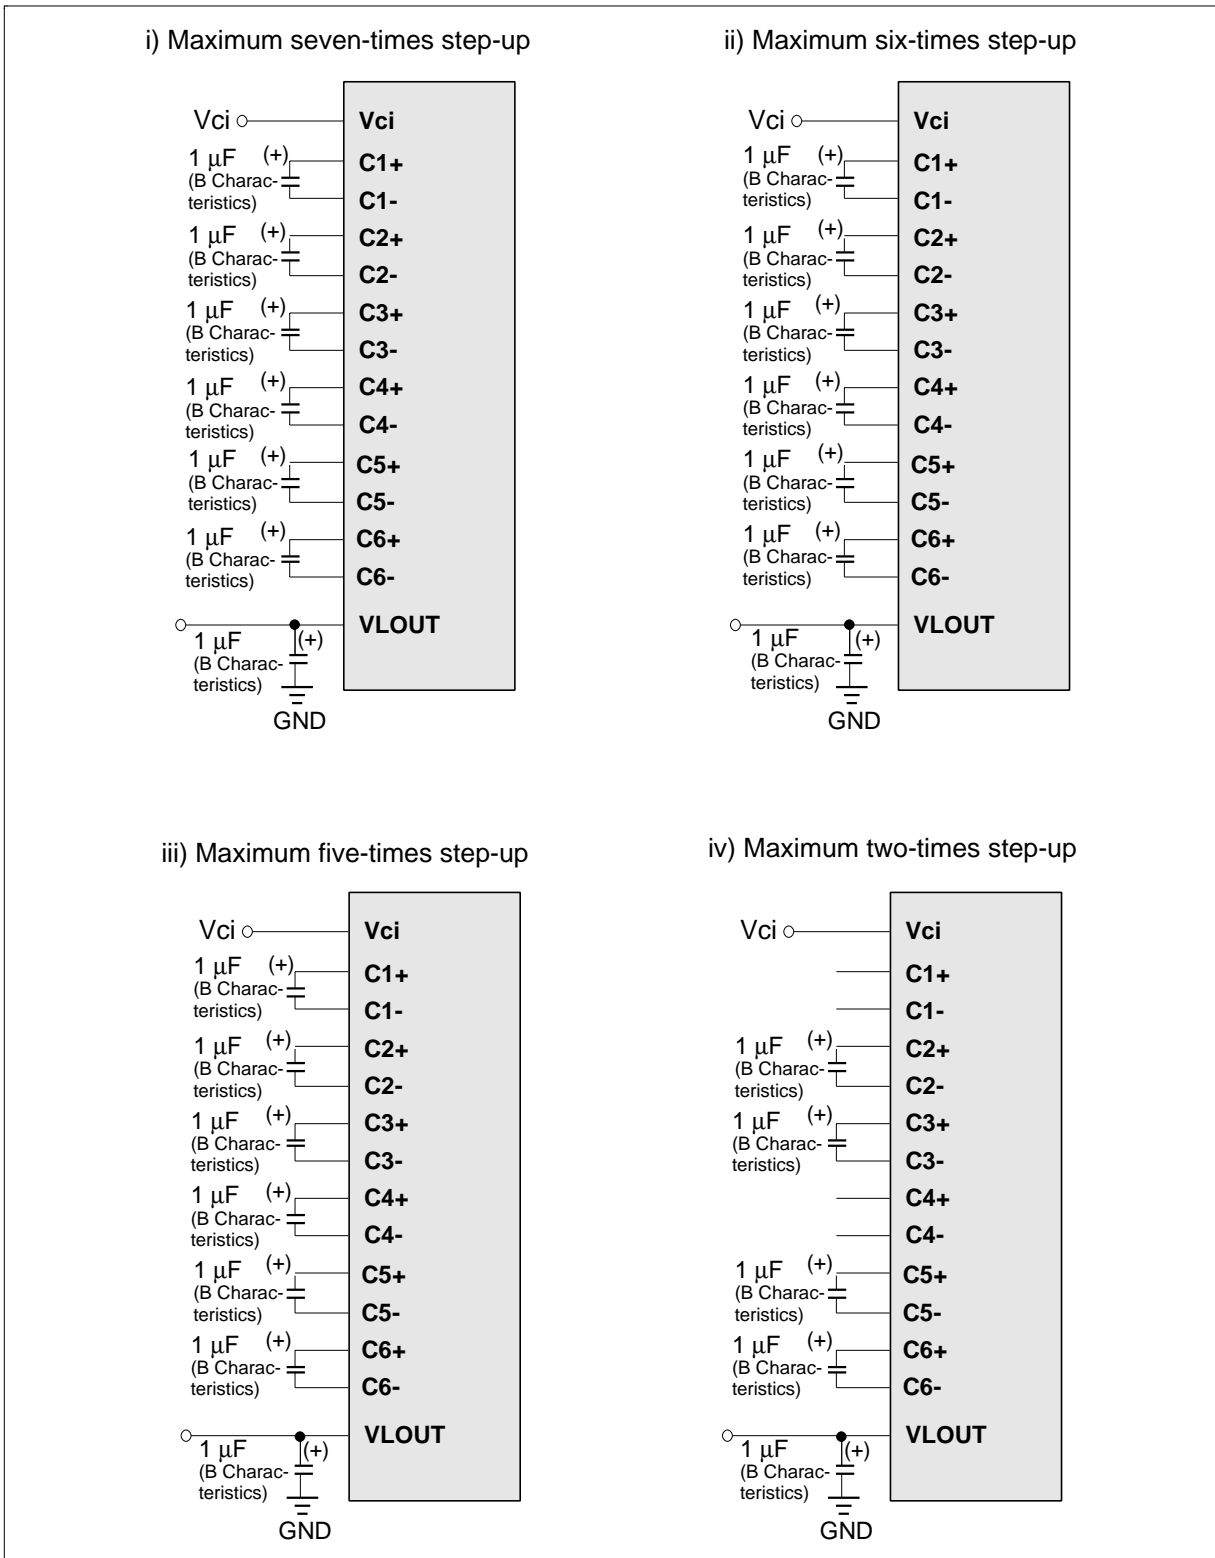 i) Maximum seven-times step-up
Vci
Vci
1 μF (+)
C1+
(B Charac-
teristics)
C1-
1 μF (+)
C2+
(B Charac-
teristics)
C2-
1 μF (+)
C3+
(B Charac-
teristics)
C3-
1 μF (+)
C4+
(B Charac-
teristics)
C4-
1 μF (+)
C5+
(B Charac-
teristics)
C5-
1 μF (+)
C6+
(B Charac-
teristics)
C6-
VLOUT
1 μF (+)
(B Charac-
teristics)
GND
ii) Maximum six-times step-up
Vci
Vci
1 μF (+)
C1+
(B Charac-
teristics)
C1-
1 μF (+)
C2+
(B Charac-
teristics)
C2-
1 μF (+)
C3+
(B Charac-
teristics)
C3-
1 μF (+)
C4+
(B Charac-
teristics)
C4-
1 μF (+)
C5+
(B Charac-
teristics)
C5-
1 μF (+)
C6+
(B Charac-
teristics)
C6-
VLOUT
1 μF (+)
(B Charac-
teristics)
GND
iii) Maximum five-times step-up
Vci
Vci
1 μF (+)
C1+
(B Charac-
teristics)
C1-
1 μF (+)
C2+
(B Charac-
teristics)
C2-
1 μF (+)
C3+
(B Charac-
teristics)
C3-
1 μF (+)
C4+
(B Charac-
teristics)
C4-
1 μF (+)
C5+
(B Charac-
teristics)
C5-
1 μF (+)
C6+
(B Charac-
teristics)
C6-
VLOUT
1 μF (+)
(B Charac-
teristics)
GND
iv) Maximum two-times step-up
Vci
Vci
C1+
C1-
1 μF (+)
C2+
(B Charac-
teristics)
C2-
1 μF (+)
C3+
(B Charac-
teristics)
C3-
C4+
C4-
1 μF (+)
C5+
(B Charac-
teristics)
C5-
1 μF (+)
C6+
(B Charac-
teristics)
C6-
VLOUT
1 μF (+)
(B Charac-
teristics)
GND